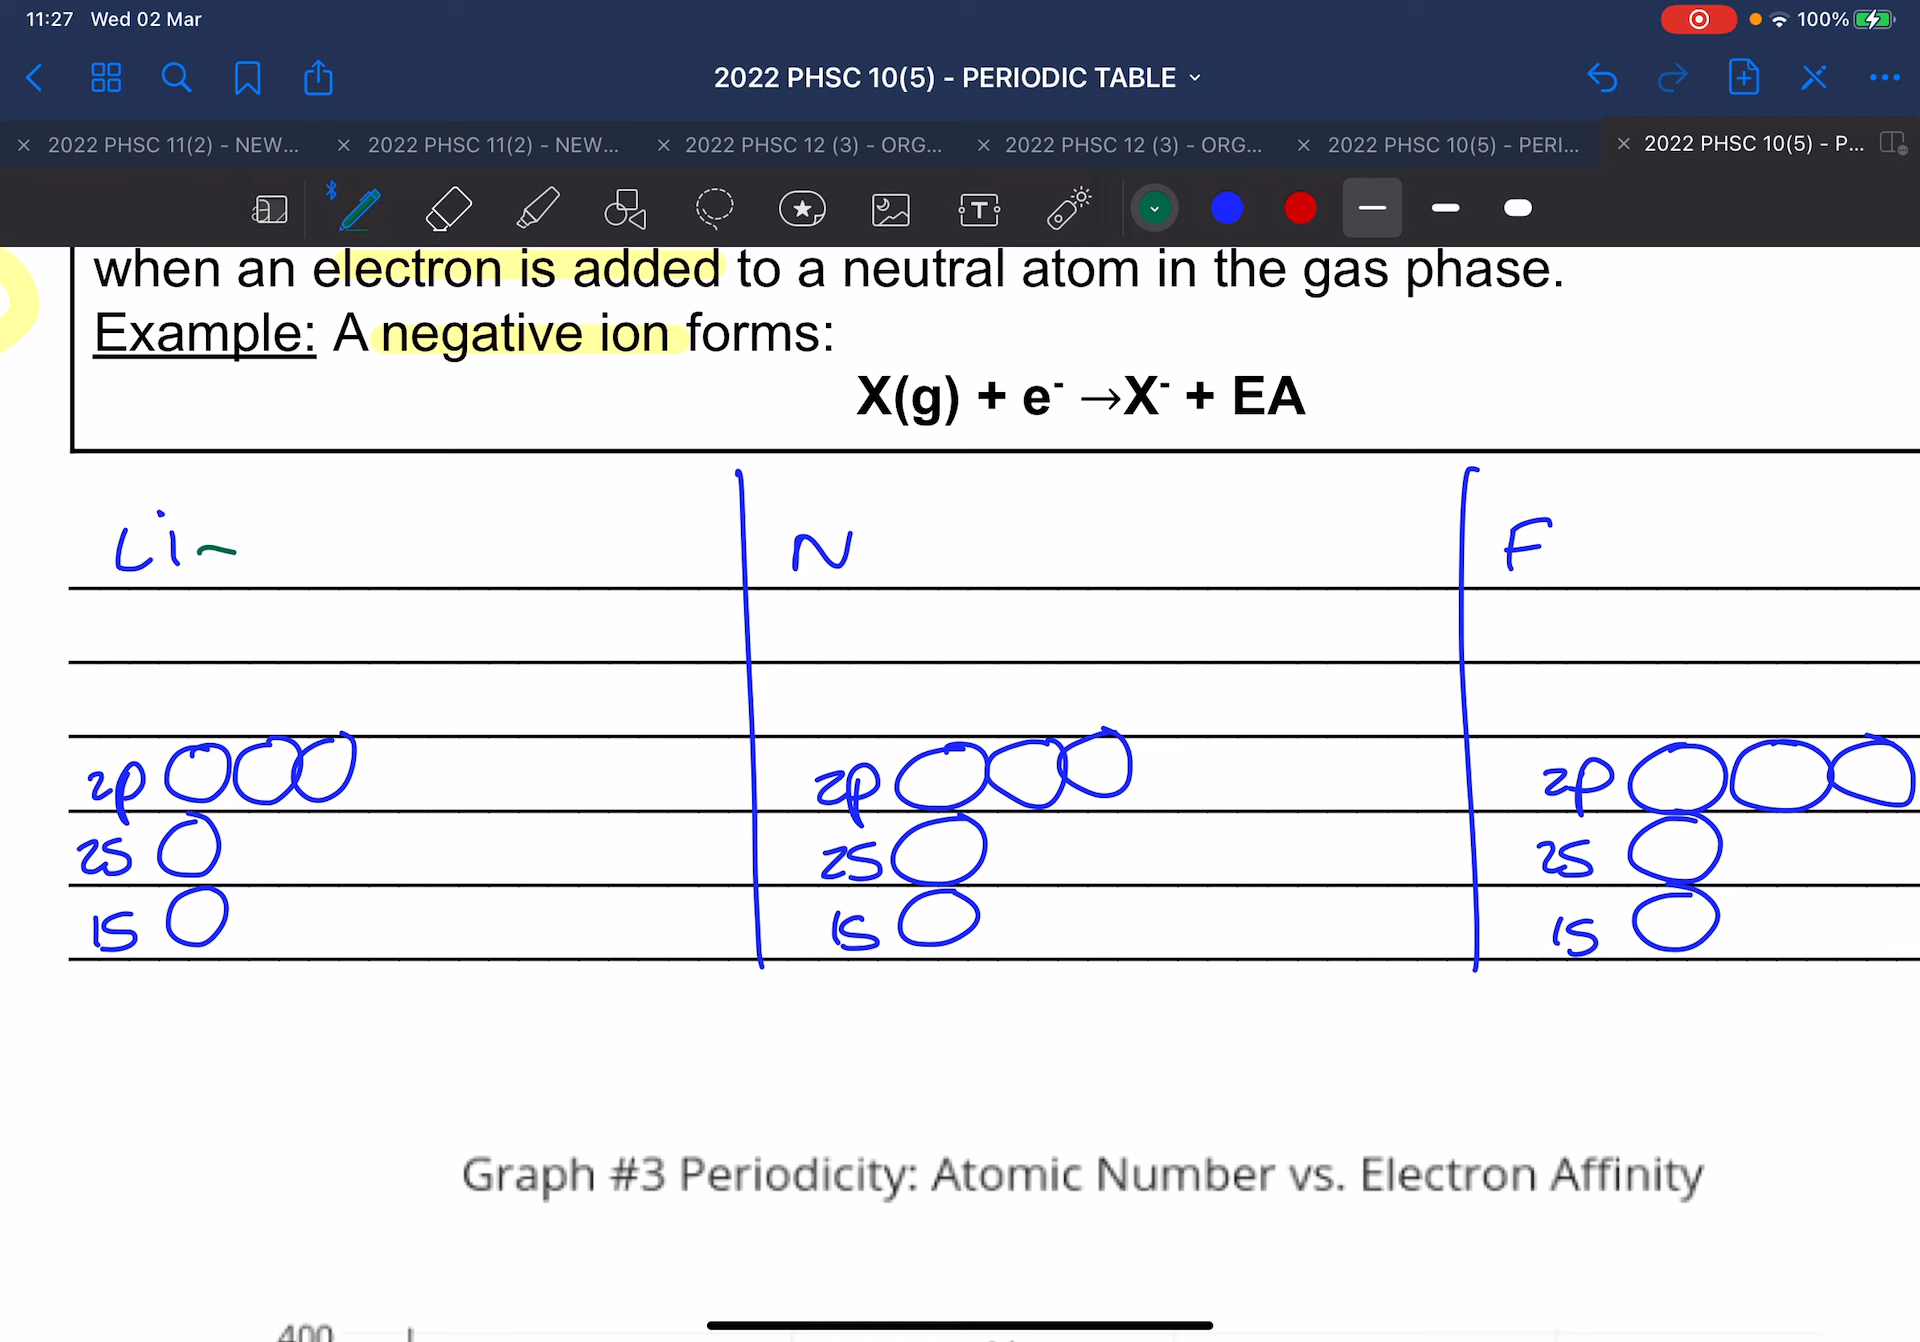 11:27 Wed 02 Mar 100%
2022 PHSC 10(5) - PERIODIC TABLE
2022 PHSC 11(2) - NEW... 2022 PHSC 11(2) - NEW... 2022 PHSC 12 (3) - ORG... 2022 PHSC 12 (3) - ORG... 2022 PHSC 10(5) - PERI... 2022 PHSC 10(5) - P...
T
when an electron is added to a neutral atom in the gas phase.
Example: A negative ion forms:
X(g) + e⁻ →X⁻ + EA
Li~ N F
2p 2p 2p
2s 2s 2s
1s 1s 1s
Graph #3 Periodicity: Atomic Number vs. Electron Affinity
400